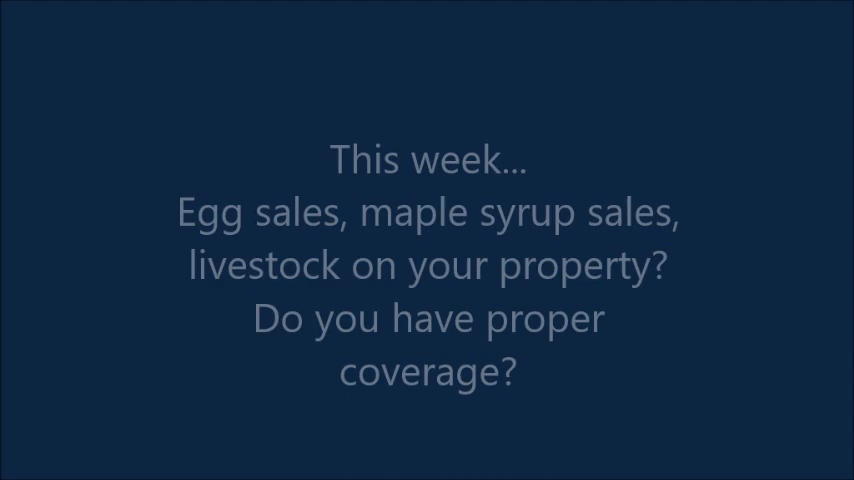 This week...
Egg sales, maple syrup sales,
livestock on your property?
Do you have proper
coverage?